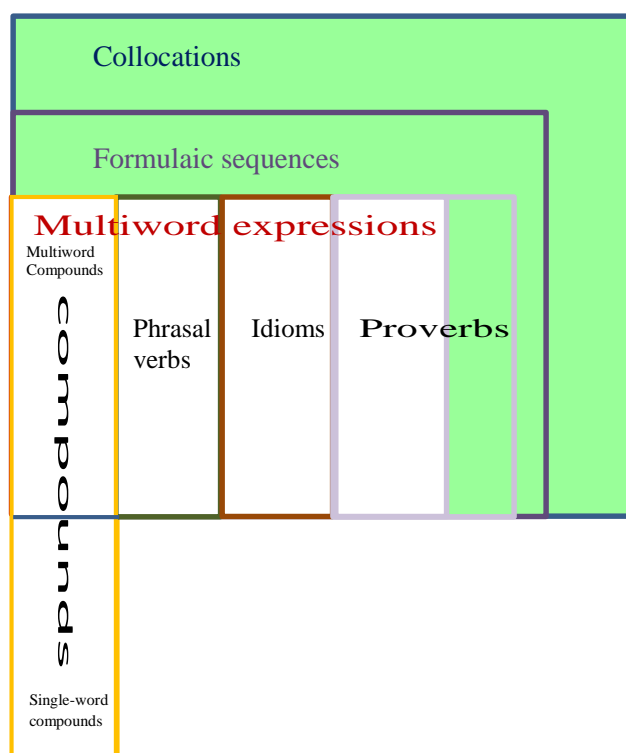 Collocations
Formulaic sequences
Multiword expressions
Multiword
Compounds
compounds
Phrasal
verbs
Idioms
Proverbs
Single-word
compounds